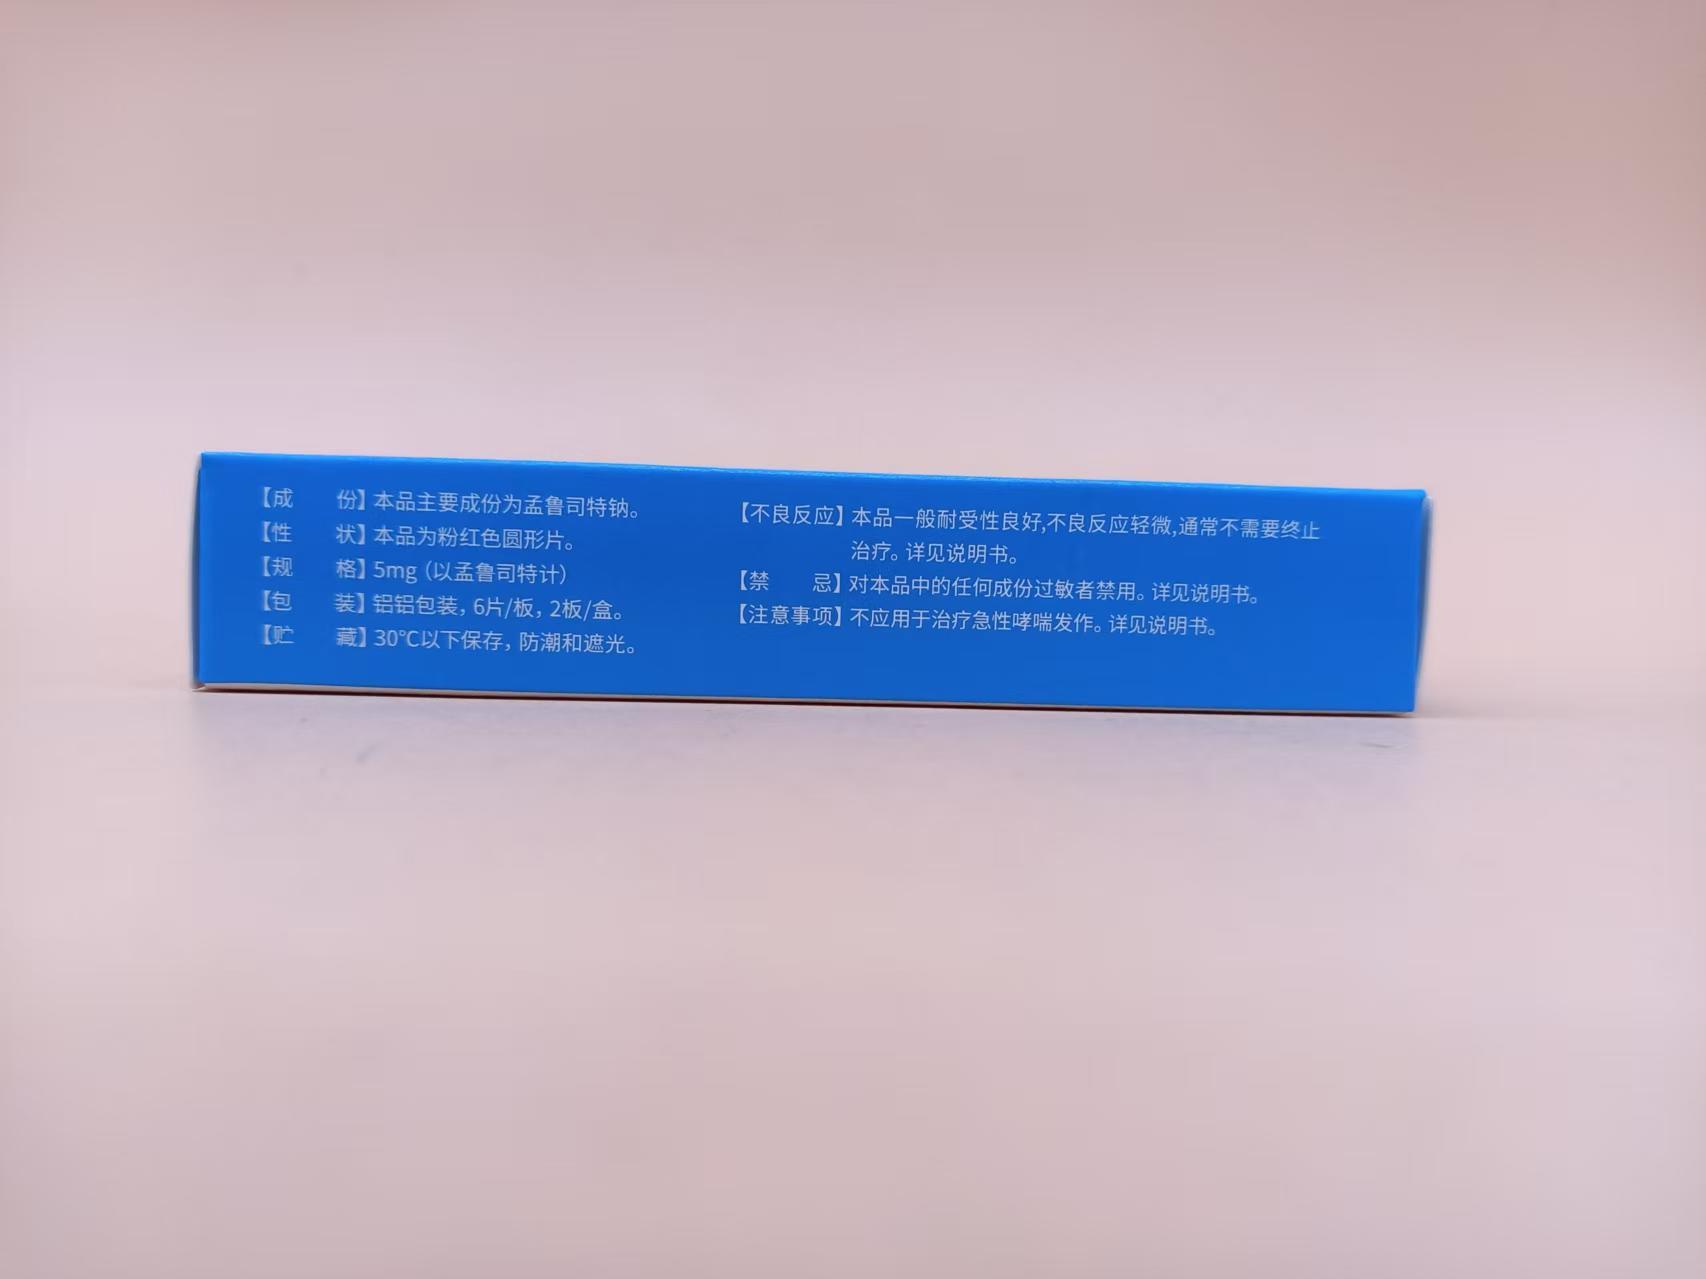 【成　　份】本品主要成份为孟鲁司特钠。
【性　　状】本品为粉红色圆形片。
【规　　格】5mg（以孟鲁司特计）
【包　　装】铝铝包装，6片/板，2板/盒。
【贮　　藏】30℃以下保存，防潮和遮光。
【不良反应】本品一般耐受性良好,不良反应轻微,通常不需要终止
治疗。详见说明书。
【禁　　忌】对本品中的任何成份过敏者禁用。详见说明书。
【注意事项】不应用于治疗急性哮喘发作。详见说明书。